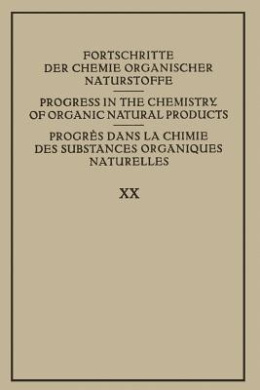 FORTSCHRITTE
DER CHEMIE ORGANISCHER
NATURSTOFFE
PROGRESS IN THE CHEMISTRY
OF ORGANIC NATURAL PRODUCTS
PROGRÈS DANS LA CHIMIE
DES SUBSTANCES ORGANIQUES
NATURELLES
XX